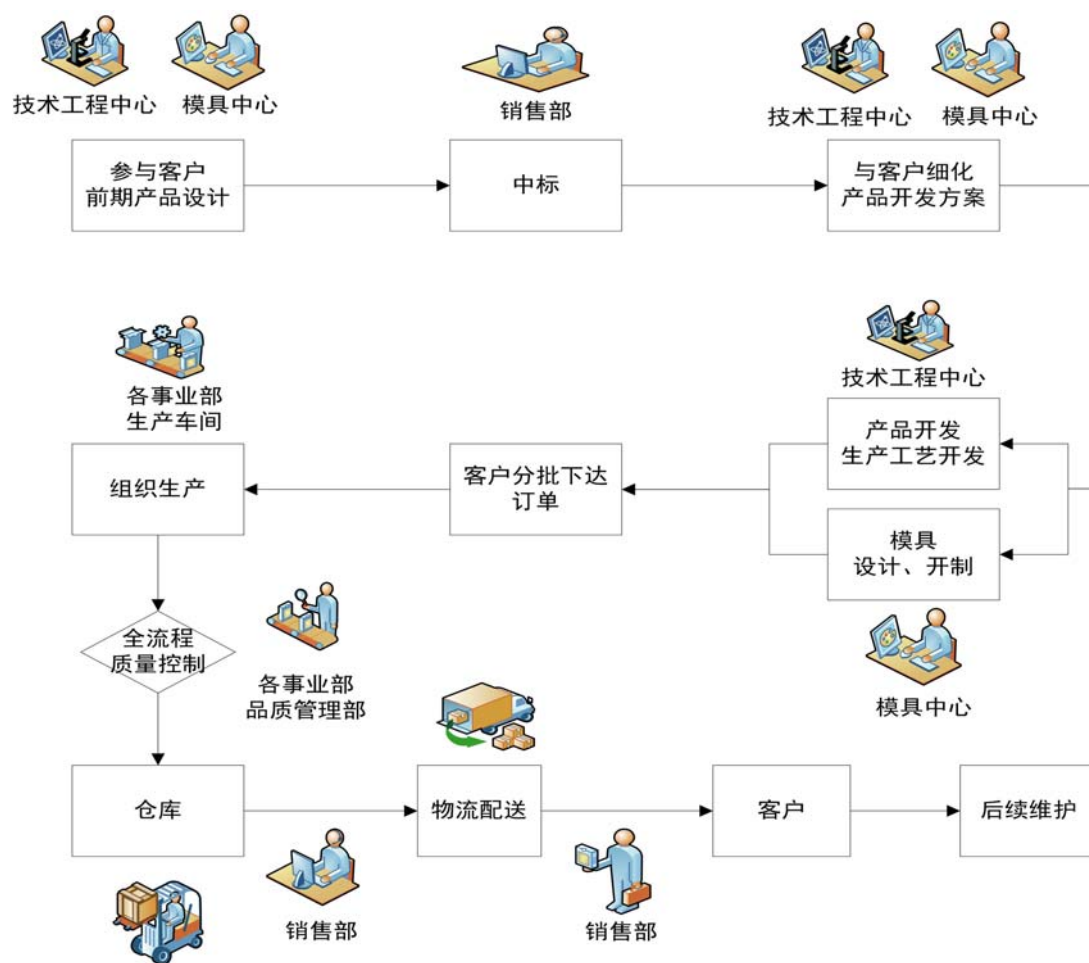 技术工程中心
模具中心
销售部
技术工程中心
模具中心
参与客户
前期产品设计
中标
与客户细化
产品开发方案
技术工程中心
各事业部
生产车间
产品开发
生产工艺开发
客户分批下达
订单
组织生产
模具
设计、开制
全流程
质量控制
各事业部
品质管理部
模具中心
仓库
物流配送
客户
后续维护
销售部
销售部